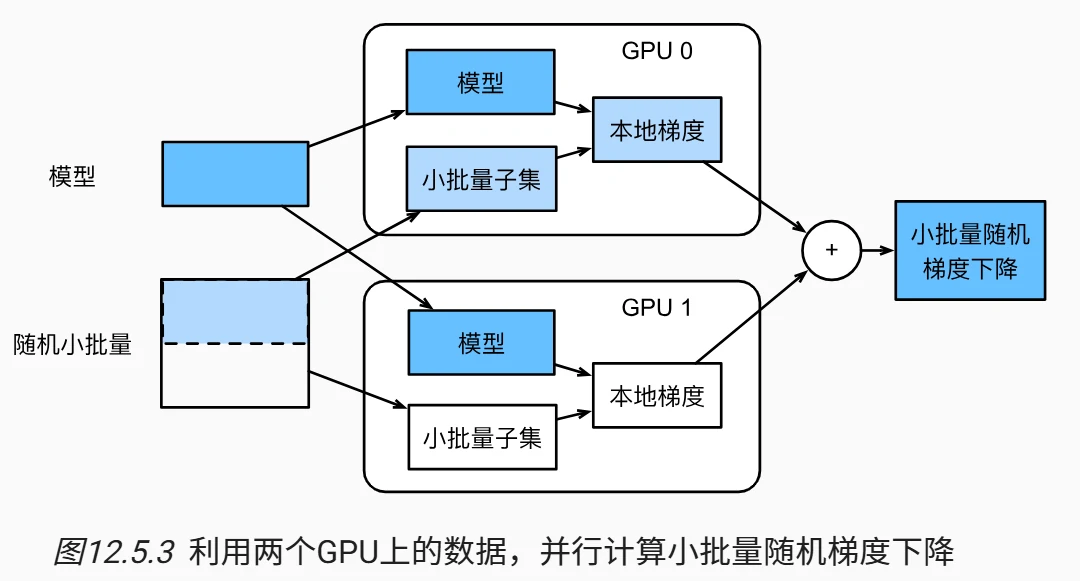 模型
随机小批量
GPU 0
模型
小批量子集
本地梯度
GPU 1
模型
小批量子集
本地梯度
+
小批量随机
梯度下降
图12.5.3 利用两个GPU上的数据，并行计算小批量随机梯度下降